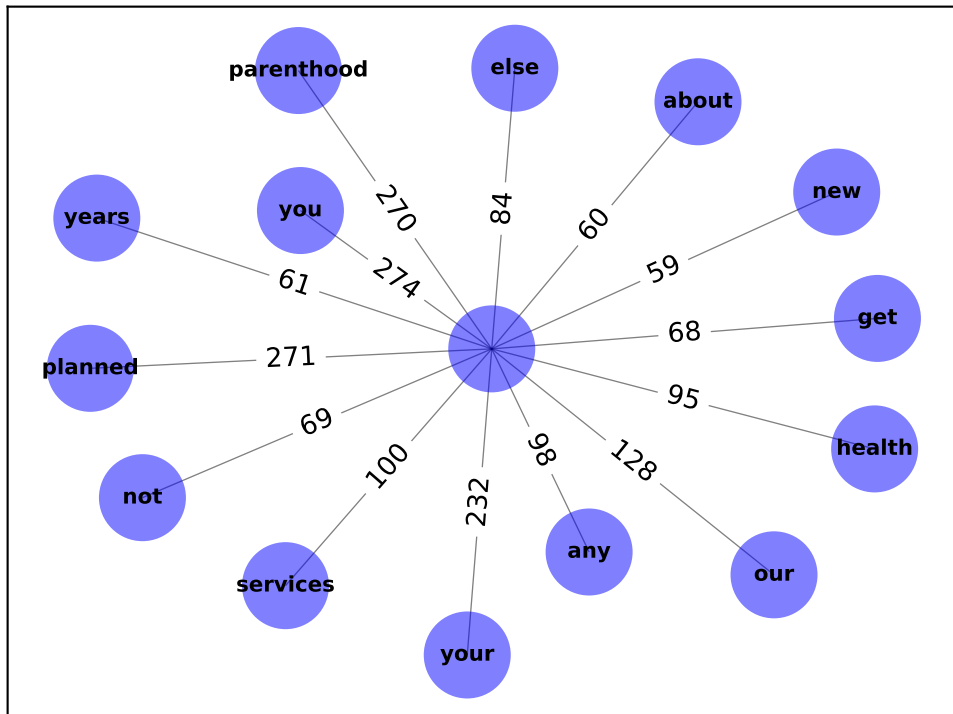 parenthood
else
about
new
years
you
270
84
60
59
61
274
get
68
planned
271
95
health
69
not
100
98
128
232
any
our
services
your